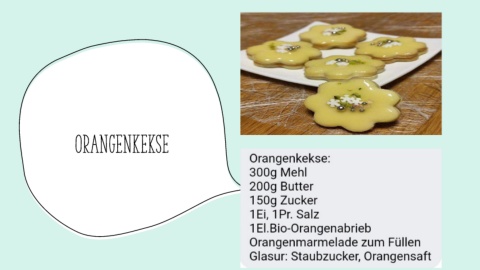 ORANGENKEKSE
Orangenkekse:
300g Mehl
200g Butter
150g Zucker
1Ei, 1Pr. Salz
1El.Bio-Orangenabrieb
Orangenmarmelade zum Füllen
Glasur: Staubzucker, Orangensaft